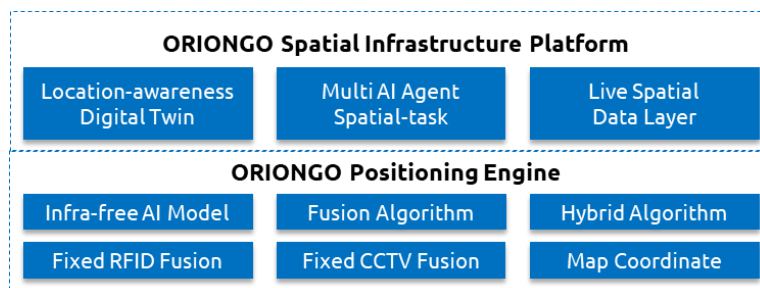 ORIONGO Spatial Infrastructure Platform
Location-awareness
Digital Twin
Multi AI Agent
Spatial-task
Live Spatial
Data Layer
ORIONGO Positioning Engine
Infra-free AI Model
Fusion Algorithm
Hybrid Algorithm
Fixed RFID Fusion
Fixed CCTV Fusion
Map Coordinate